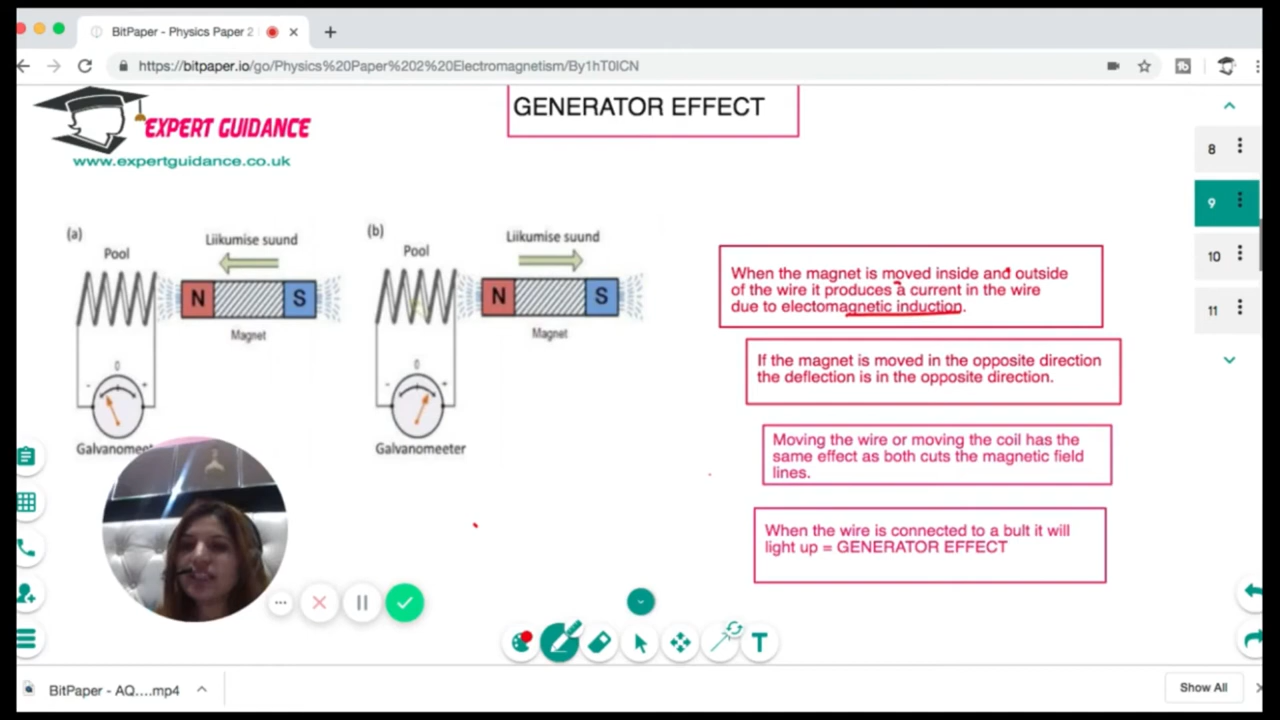 BitPaper - Physics Paper 2
https://bitpaper.io/go/Physics%20Paper%202%20Electromagnetism/By1hT0ICN
EXPERT GUIDANCE
www.expertguidance.co.uk
GENERATOR EFFECT
8
9
10
11
(a)
Pool
Liikumise suund
N
S
Magnet
0
-
+
Galvanomeet
(b)
Pool
Liikumise suund
N
S
Magnet
0
-
+
Galvanomeeter
When the magnet is moved inside and outside
of the wire it produces a current in the wire
due to electomagnetic induction.
If the magnet is moved in the opposite direction
the deflection is in the opposite direction.
Moving the wire or moving the coil has the
same effect as both cuts the magnetic field
lines.
When the wire is connected to a bult it will
light up = GENERATOR EFFECT
T
BitPaper - AQ....mp4
Show All